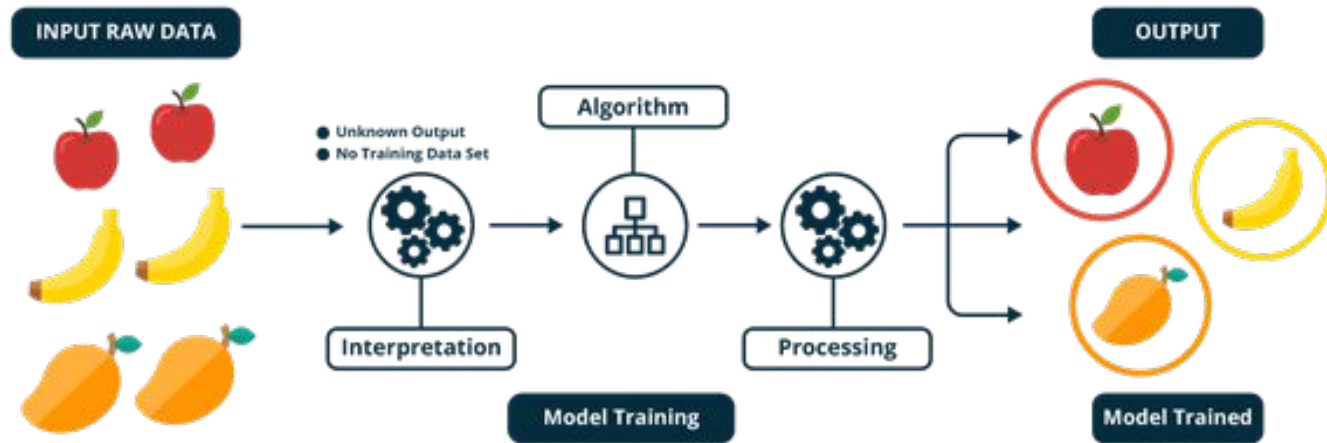 INPUT RAW DATA
OUTPUT
Algorithm
Unknown Output
No Training Data Set
Interpretation
Processing
Model Training
Model Trained